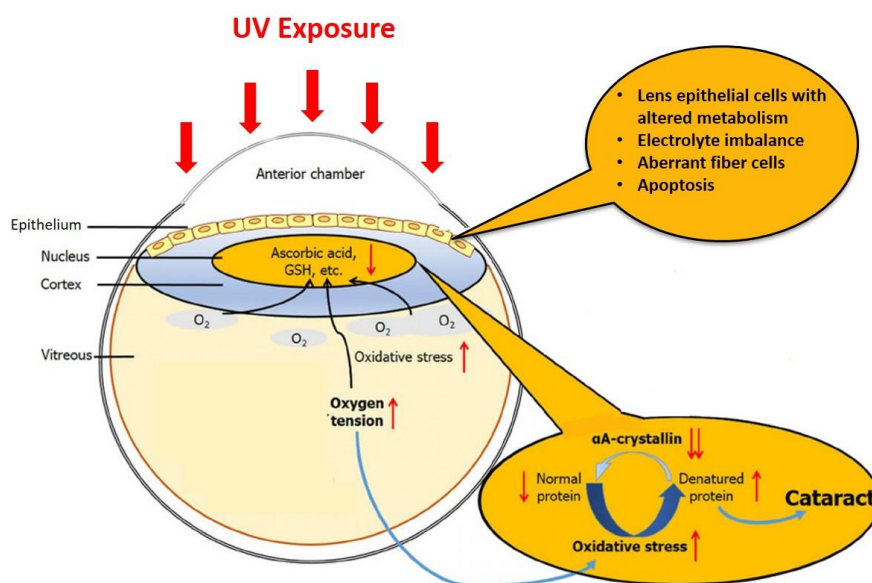 UV Exposure
• Lens epithelial cells with
altered metabolism
• Electrolyte imbalance
• Aberrant fiber cells
• Apoptosis
Anterior chamber
Epithelium
Nucleus
Cortex
Ascorbic acid,
GSH, etc.
O2
O2
O2
O2
Vitreous
Oxidative stress
Oxygen
tension
αA-crystallin
Normal
protein
Denatured
protein
Cataract
Oxidative stress